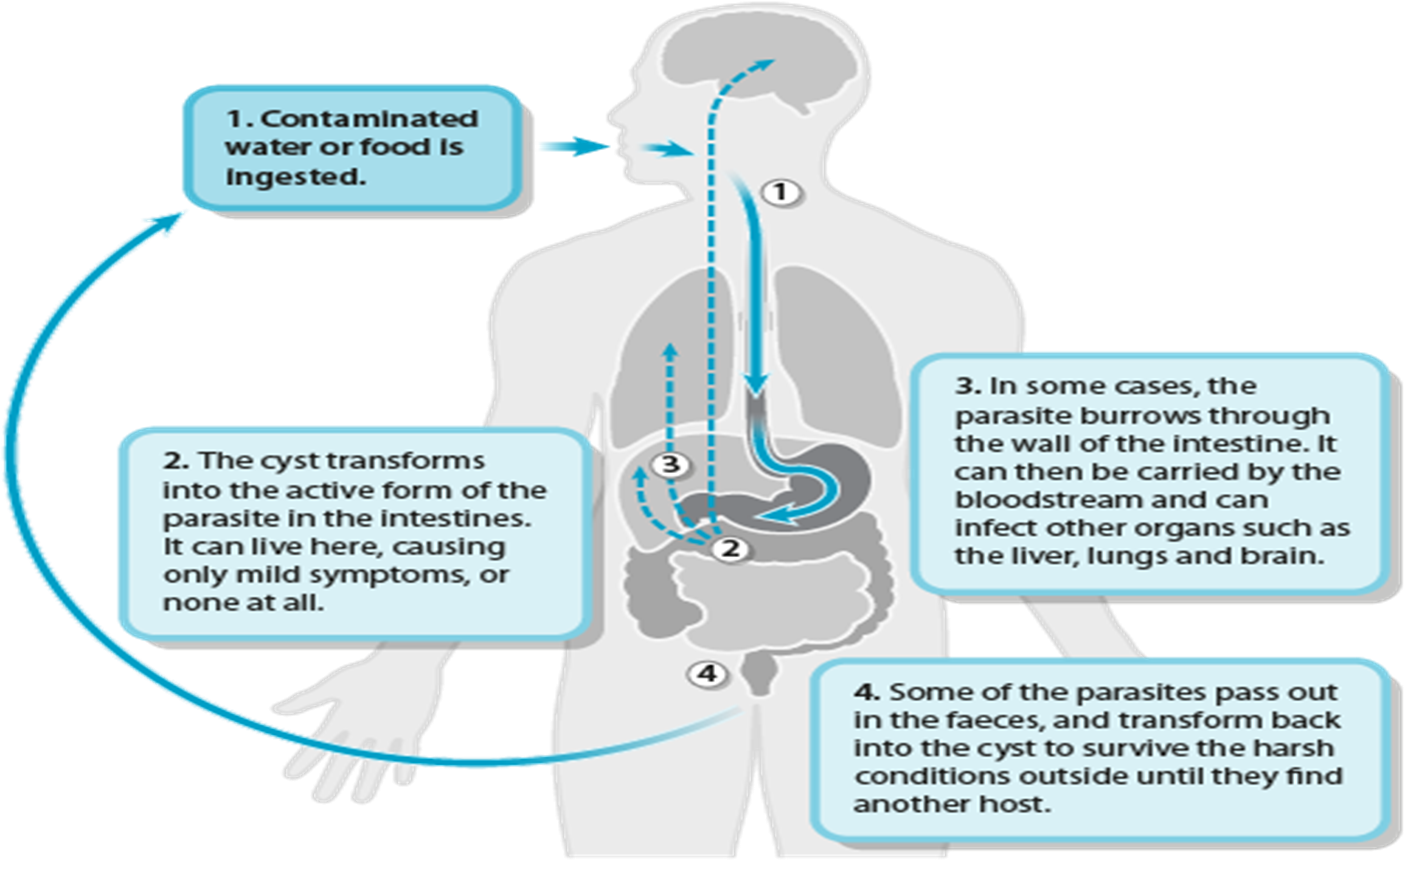 1. Contaminated
water or food is
ingested.
1
2. The cyst transforms
into the active form of the
parasite in the intestines.
It can live here, causing
only mild symptoms, or
none at all.
3
2
4
3. In some cases, the
parasite burrows through
the wall of the intestine. It
can then be carried by the
bloodstream and can
infect other organs such as
the liver, lungs and brain.
4. Some of the parasites pass out
in the faeces, and transform back
into the cyst to survive the harsh
conditions outside until they find
another host.